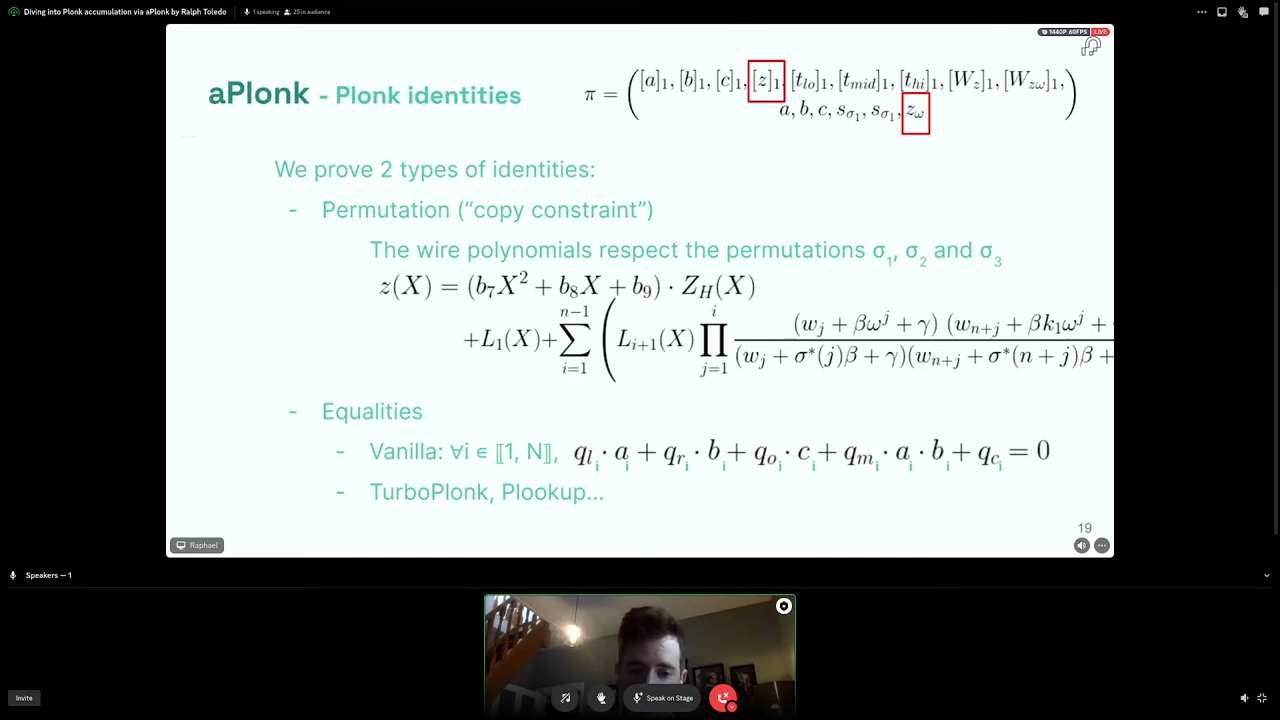 Diving into Plonk accumulation via aPlonk by Ralph Toledo
1 speaking
25 in audience
1440P 60FPS LIVE
aPlonk - Plonk identities
π = ( [a]₁, [b]₁, [c]₁, [z]₁, [t_lo]₁, [t_mid]₁, [t_hi]₁, [W_z]₁, [W_zω]₁,
a, b, c, s_σ₁, s_σ₁, z_ω )
We prove 2 types of identities:
- Permutation (“copy constraint”)
The wire polynomials respect the permutations σ₁, σ₂ and σ₃
z(X) = (b₇X² + b₈X + b₉) · Z_H(X)
+L₁(X)+ ∑_{i=1}^{n−1} ( L_{i+1}(X) ∏_{j=1}^{i} (w_j + βω^j + γ) (w_{n+j} + βk₁ω^j +
(w_j + σ*(j)β + γ)(w_{n+j} + σ*(n + j)β +
- Equalities
- Vanilla: ∀i ∈ ⟦1, N⟧, q_{l_i} · a_i + q_{r_i} · b_i + q_{o_i} · c_i + q_{m_i} · a_i · b_i + q_{c_i} = 0
- TurboPlonk, Plookup...
19
Raphael
Speakers — 1
Invite
Speak on Stage